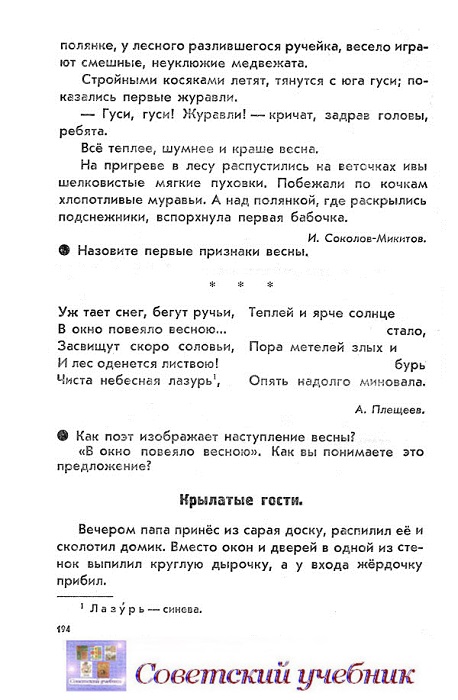 полянке, у лесного разлившегося ручейка, весело игра-
ют смешные, неуклюжие медвежата.
Стройными косяками летят, тянутся с юга гуси; по-
казались первые журавли.
— Гуси, гуси! Журавли! — кричат, задрав головы,
ребята.
Всё теплее, шумнее и краше весна.
На пригреве в лесу распустились на веточках ивы
шелковистые мягкие пуховки. Побежали по кочкам
хлопотливые муравьи. А над полянкой, где раскрылись
подснежники, вспорхнула первая бабочка.
И. Соколов-Микитов.
Назовите первые признаки весны.
* * *
Уж тает снег, бегут ручьи,
В окно повеяло весною...
Засвищут скоро соловьи,
И лес оденется листвою!
Чиста небесная лазурь¹,
Теплей и ярче солнце
стало,
Пора метелей злых и
бурь
Опять надолго миновала.
А. Плещеев.
Как поэт изображает наступление весны?
"В окно повеяло весною". Как вы понимаете это
предложение?
Крылатые гости.
Вечером папа принёс из сарая доску, распилил её и
сколотил домик. Вместо окон и дверей в одной из сте-
нок выпилил круглую дырочку, а у входа жёрдочку
прибил.
¹ Лазу́рь — синева.
194
Советский учебник
Советский учебник